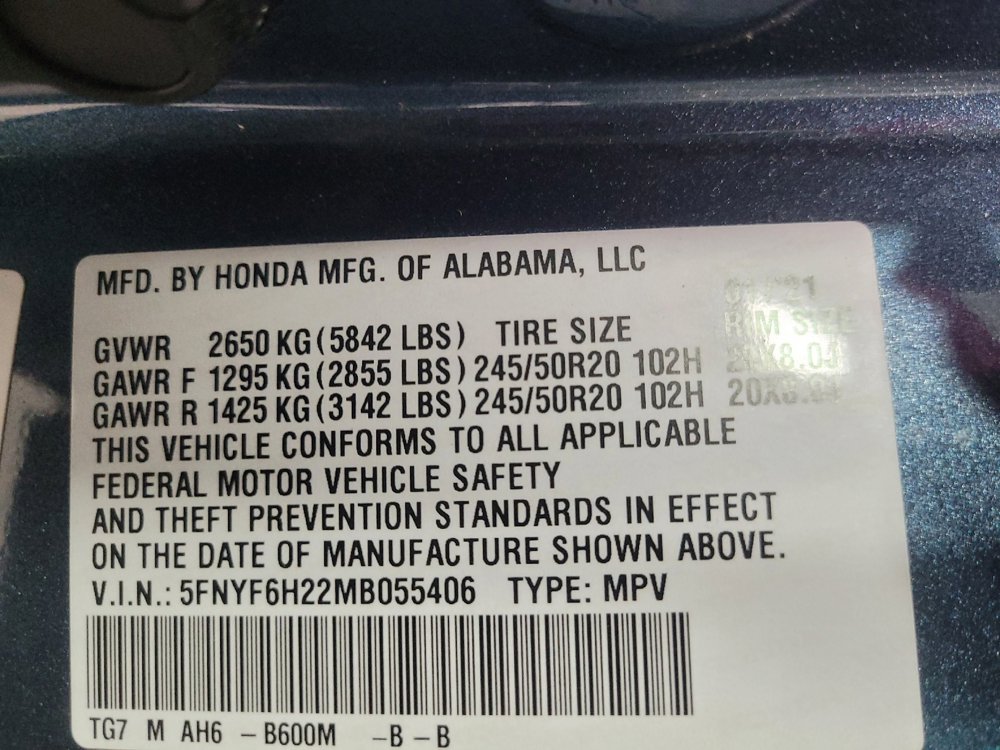 MFD. BY HONDA MFG. OF ALABAMA, LLC
GVWR 2650 KG (5842 LBS) TIRE SIZE RIM SIZE
GAWR F 1295 KG (2855 LBS) 245/50R20 102H
GAWR R 1425 KG (3142 LBS) 245/50R20 102H
THIS VEHICLE CONFORMS TO ALL APPLICABLE
FEDERAL MOTOR VEHICLE SAFETY
AND THEFT PREVENTION STANDARDS IN EFFECT
ON THE DATE OF MANUFACTURE SHOWN ABOVE.
V.I.N.: 5FNYF6H22MB055406 TYPE: MPV
TG7 M AH6 – B600M – B – B